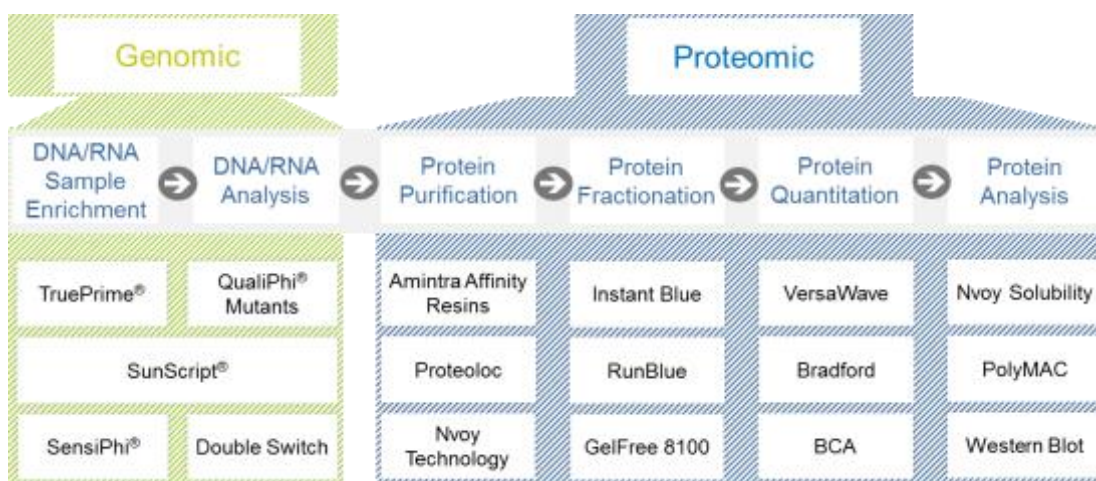 Genomic
Proteomic
DNA/RNA
Sample
Enrichment
DNA/RNA
Analysis
Protein
Purification
Protein
Fractionation
Protein
Quantitation
Protein
Analysis
TruePrime®
QualiPhi®
Mutants
Amintra Affinity
Resins
Instant Blue
VersaWave
Nvoy Solubility
SunScript®
Proteoloc
RunBlue
Bradford
PolyMAC
SensiPhi®
Double Switch
Nvoy
Technology
GelFree 8100
BCA
Western Blot